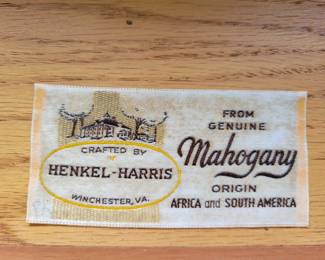 CRAFTED BY
HENKEL-HARRIS
WINCHESTER, VA.
FROM
GENUINE
Mahogany
ORIGIN
AFRICA and SOUTH AMERICA